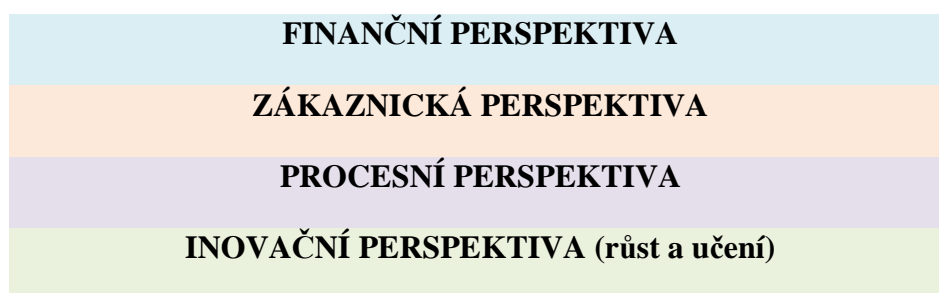 FINANČNÍ PERSPEKTIVA
ZÁKAZNICKÁ PERSPEKTIVA
PROCESNÍ PERSPEKTIVA
INOVAČNÍ PERSPEKTIVA (růst a učení)